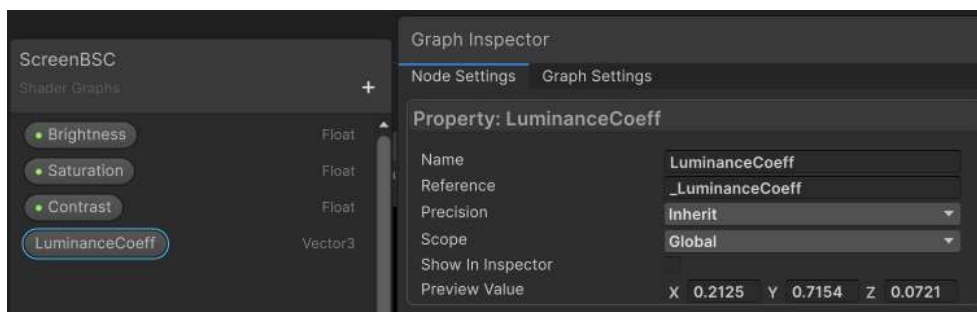 ScreenBSC
Shader Graphs
+
Brightness Float
Saturation Float
Contrast Float
LuminanceCoeff Vector3
Graph Inspector
Node Settings Graph Settings
Property: LuminanceCoeff
Name LuminanceCoeff
Reference _LuminanceCoeff
Precision Inherit
Scope Global
Show In Inspector
Preview Value X 0.2125 Y 0.7154 Z 0.0721